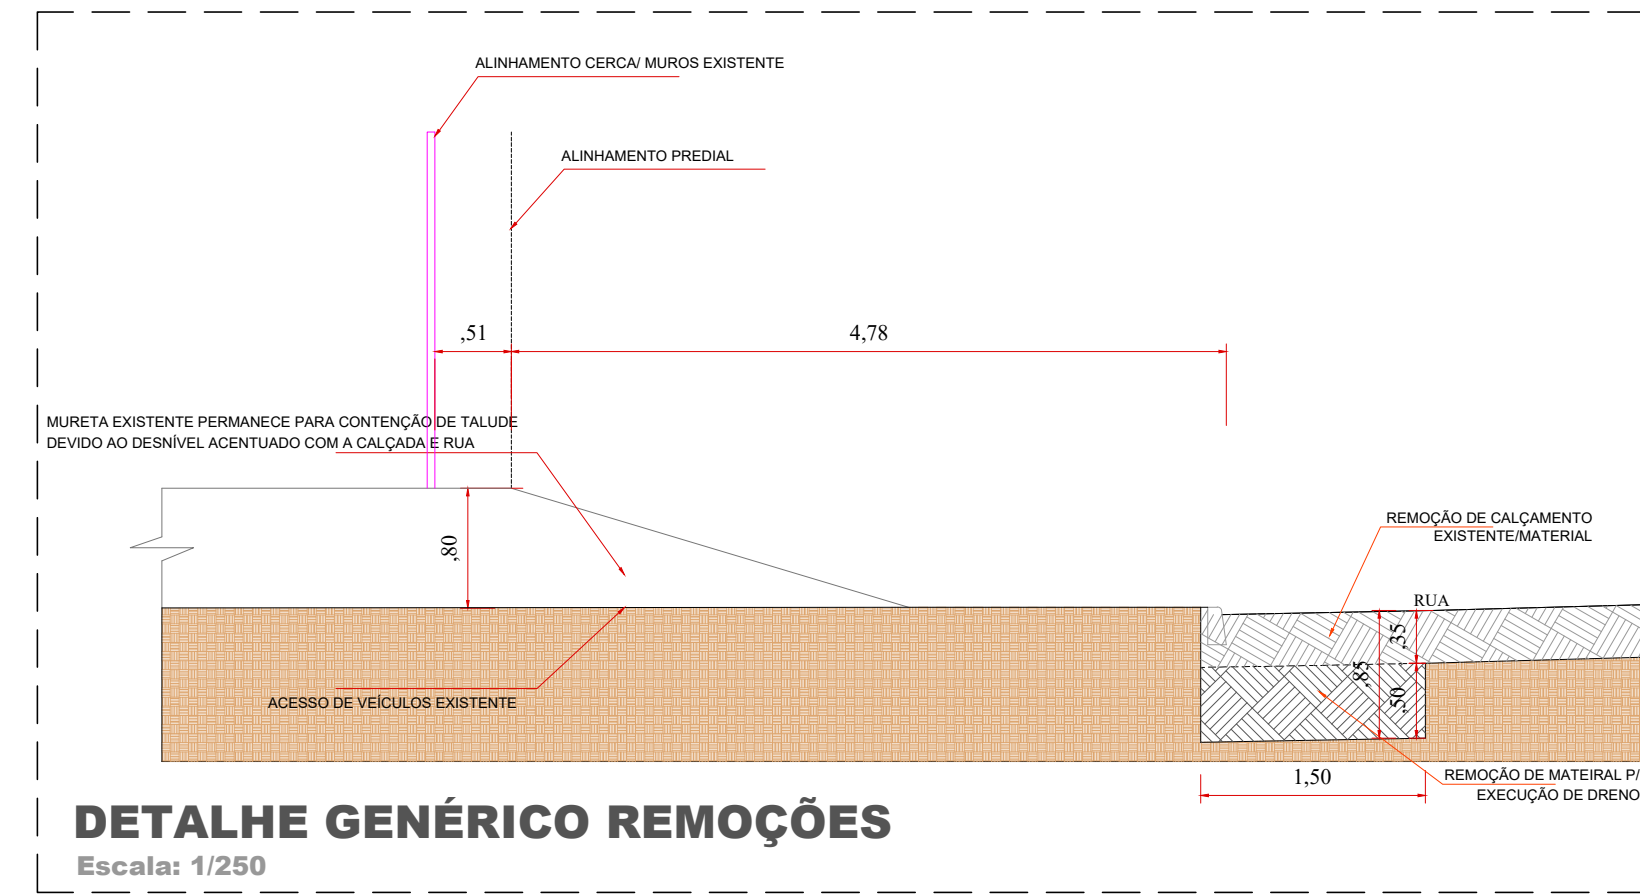 ALINHAMENTO CERCA/ MUROS EXISTENTE
ALINHAMENTO PREDIAL
,51
4,78
MURETA EXISTENTE PERMANECE PARA CONTENÇÃO DE TALUDE
DEVIDO AO DESNÍVEL ACENTUADO COM A CALÇADA E RUA
,80
REMOÇÃO DE CALÇAMENTO
EXISTENTE/MATERIAL
RUA
,35
,85
,50
ACESSO DE VEÍCULOS EXISTENTE
1,50
REMOÇÃO DE MATEIRAL P/
EXECUÇÃO DE DRENO
DETALHE GENÉRICO REMOÇÕES
Escala: 1/250